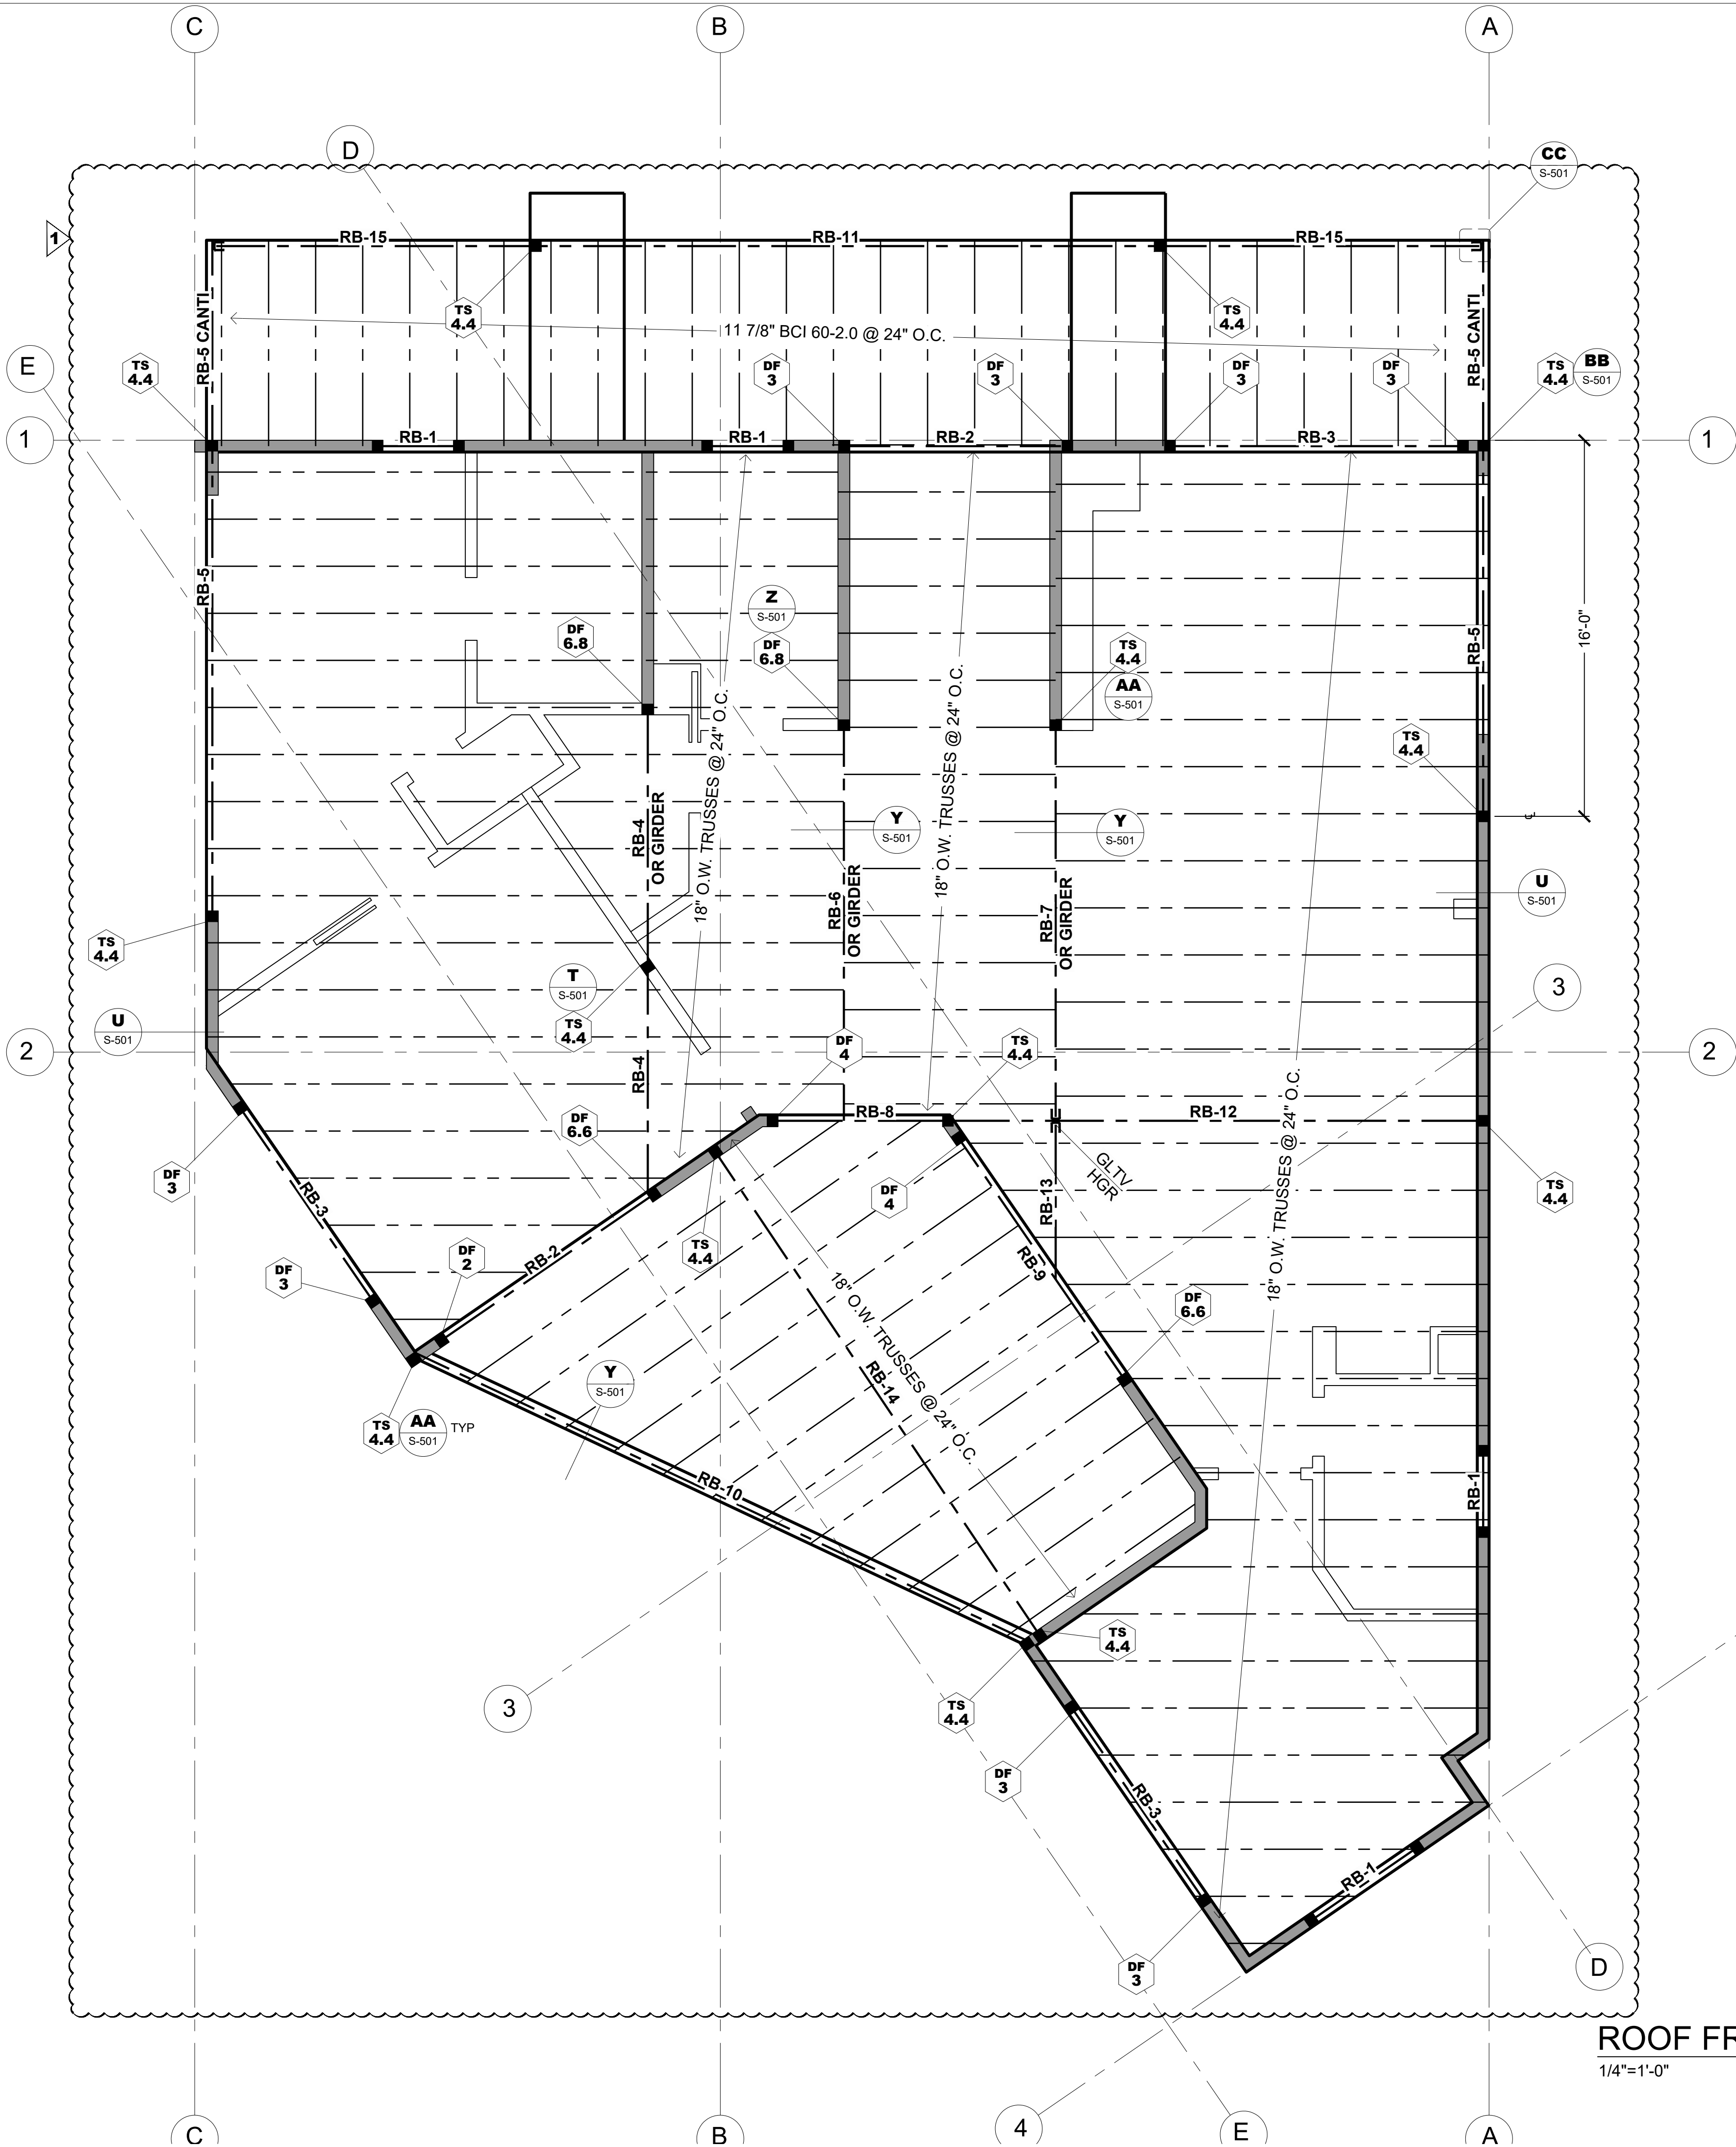 C
B
A
D
CC
S-501
1
RB-15
RB-11
RB-15
RB-5 CANTI
RB-5 CANTI
TS
4.4
TS
4.4
11 7/8" BCI 60-2.0 @ 24" O.C.
E
TS
4.4
DF
3
DF
3
DF
3
DF
3
TS
4.4
BB
S-501
1
RB-1
RB-1
RB-2
RB-3
1
RB-5
Z
S-501
DF
6.8
DF
6.8
TS
4.4
AA
S-501
RB-5
16'-0"
18" O.W. TRUSSES @ 24" O.C.
18" O.W. TRUSSES @ 24" O.C.
TS
4.4
RB-4
OR GIRDER
Y
S-501
Y
S-501
RB-6
OR GIRDER
RB-7
OR GIRDER
U
S-501
TS
4.4
T
S-501
TS
4.4
3
U
S-501
2
RB-4
DF
4
TS
4.4
2
DF
6.6
RB-8
RB-12
18" O.W. TRUSSES @ 24" O.C.
GLTV
HGR
DF
3
RB-3
DF
4
RB-13
TS
4.4
DF
2
RB-2
TS
4.4
RB-9
DF
3
18" O.W. TRUSSES @ 24" O.C.
DF
6.6
Y
S-501
RB-14
TS
4.4
AA
S-501
TYP
RB-10
RB-1
TS
4.4
3
TS
4.4
DF
3
RB-3
RB-1
DF
3
D
ROOF FR
1/4"=1'-0"
C
B
4
E
A